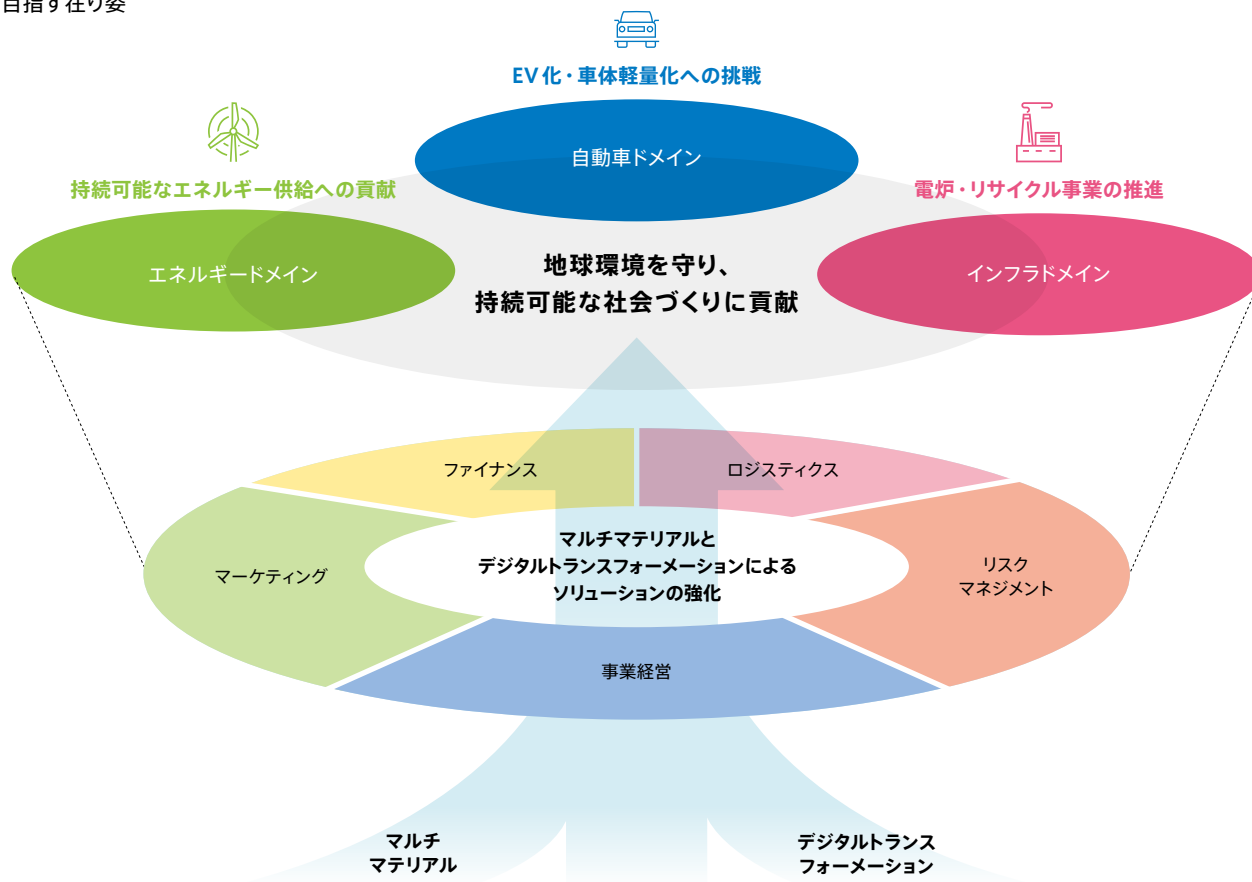 目指す在り姿
EV化・車体軽量化への挑戦
自動車ドメイン
持続可能なエネルギー供給への貢献
エネルギードメイン
電炉・リサイクル事業の推進
インフラドメイン
地球環境を守り、
持続可能な社会づくりに貢献
ファイナンス
ロジスティクス
マーケティング
マルチマテリアルと
デジタルトランスフォーメーションによる
ソリューションの強化
リスク
マネジメント
事業経営
マルチ
マテリアル
デジタルトランス
フォーメーション